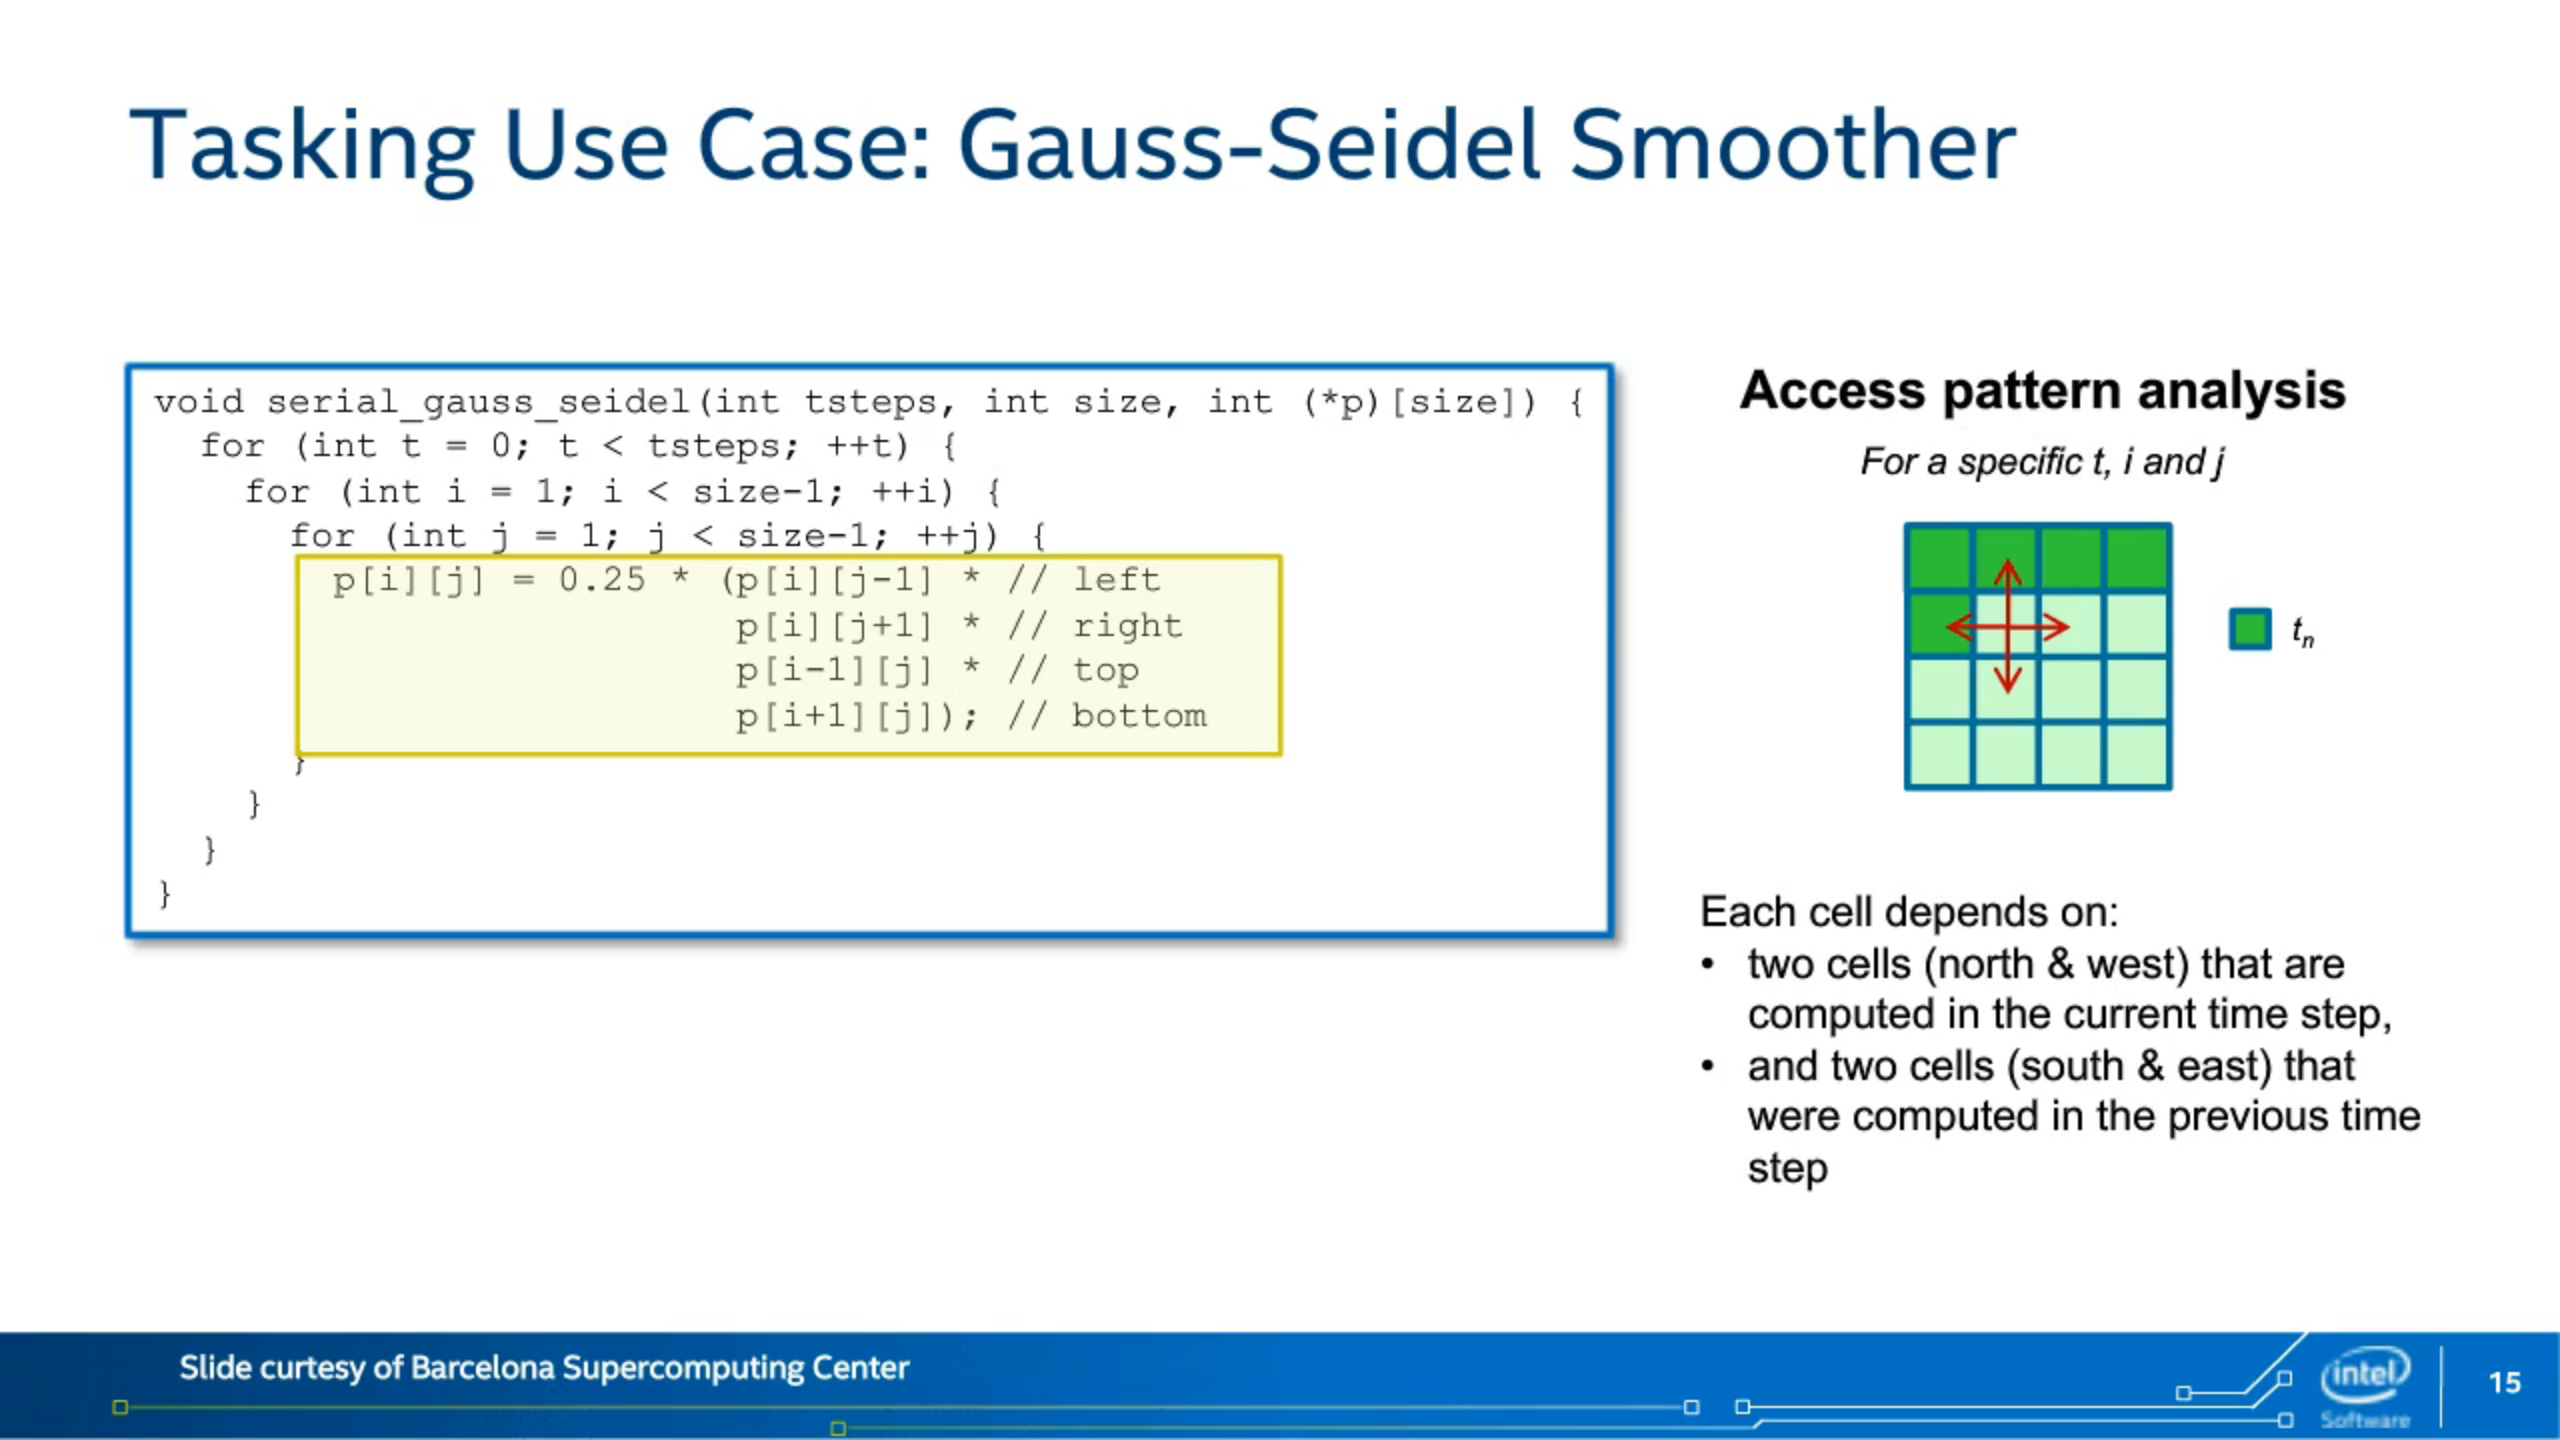 Tasking Use Case: Gauss-Seidel Smoother
void serial_gauss_seidel(int tsteps, int size, int (*p)[size]) {
for (int t = 0; t < tsteps; ++t) {
for (int i = 1; i < size-1; ++i) {
for (int j = 1; j < size-1; ++j) {
p[i][j] = 0.25 * (p[i][j-1] * // left
p[i][j+1] * // right
p[i-1][j] * // top
p[i+1][j]); // bottom
}
}
}
}
Access pattern analysis
For a specific t, i and j
tn
Each cell depends on:
• two cells (north & west) that are
computed in the current time step,
• and two cells (south & east) that
were computed in the previous time
step
Slide curtesy of Barcelona Supercomputing Center
intel
Software
15